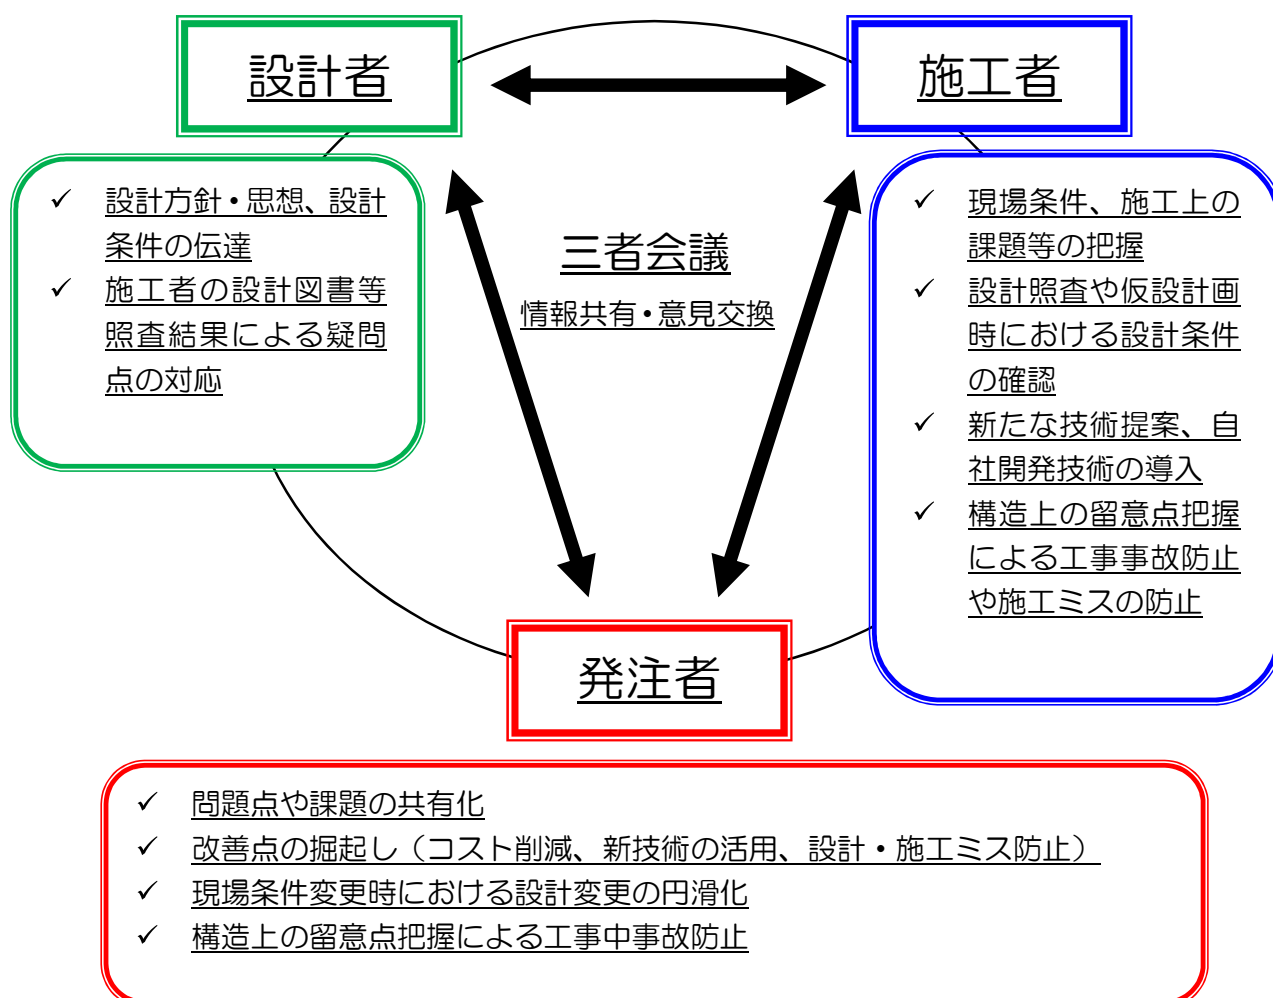 設計者
施工者
三者会議
情報共有・意見交換
✓ 設計方針・思想、設計
条件の伝達
✓ 施工者の設計図書等
照査結果による疑問
点の対応
✓ 現場条件、施工上の
課題等の把握
✓ 設計照査や仮設計画
時における設計条件
の確認
✓ 新たな技術提案、自
社開発技術の導入
✓ 構造上の留意点把握
による工事事故防止
や施工ミスの防止
発注者
✓ 問題点や課題の共有化
✓ 改善点の掘起し（コスト削減、新技術の活用、設計・施工ミス防止）
✓ 現場条件変更時における設計変更の円滑化
✓ 構造上の留意点把握による工事中事故防止